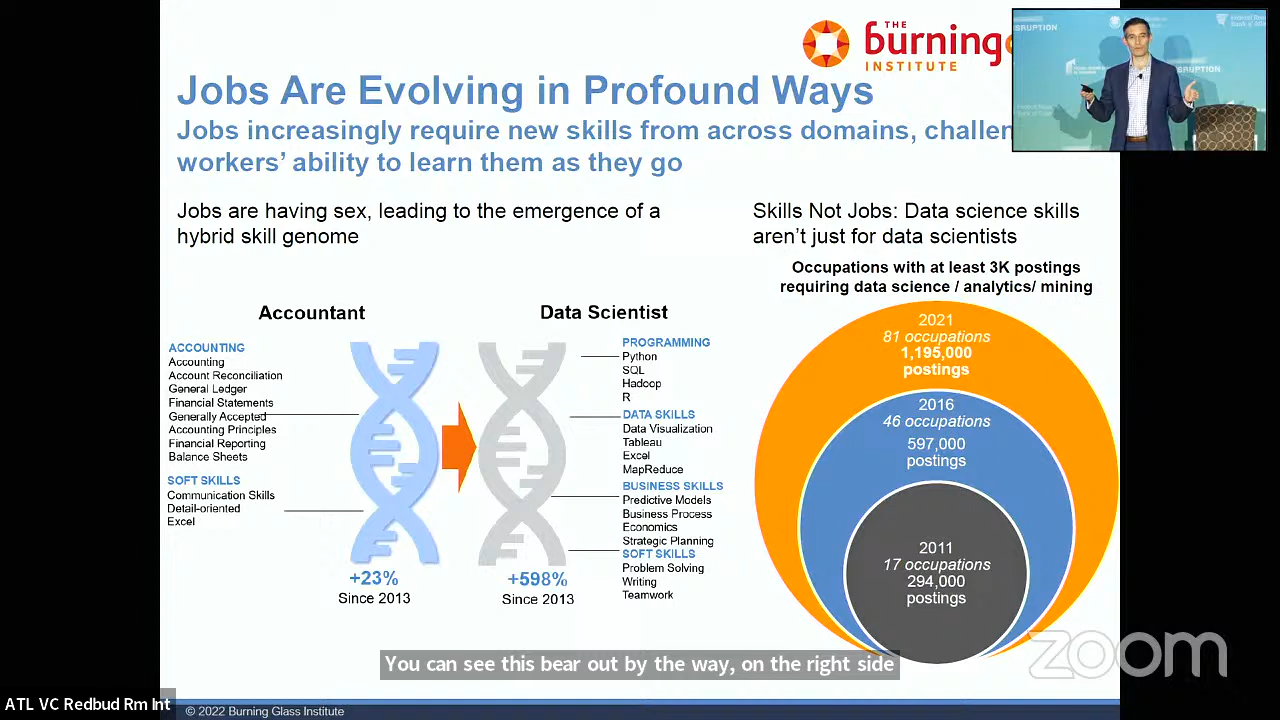 THE
burning
INSTITUTE
Jobs Are Evolving in Profound Ways
Jobs increasingly require new skills from across domains,
workers' ability to learn them as they go
Jobs are having sex, leading to the emergence of a
hybrid skill genome
Accountant
Data Scientist
ACCOUNTING
Accounting
Account Reconciliation
General Ledger
Financial Statements
Generally Accepted
Accounting Principles
Financial Reporting
Balance Sheets
SOFT SKILLS
Communication Skills
Detail-oriented
Excel
+23%
Since 2013
PROGRAMMING
Python
SQL
Hadoop
R
DATA SKILLS
Data Visualization
Tableau
Excel
MapReduce
BUSINESS SKILLS
Predictive Models
Business Process
Economics
Strategic Planning
SOFT SKILLS
Problem Solving
Writing
Teamwork
+598%
Since 2013
Skills Not Jobs: Data science skills
aren't just for data scientists
Occupations with at least 3K postings
requiring data science / analytics/ mining
2021
81 occupations
1,195,000
postings
2016
46 occupations
597,000
postings
2011
17 occupations
294,000
postings
You can see this bear out by the way, on the right side
zoom
ATL VC Redbud Rm Int
© 2022 Burning Glass Institute